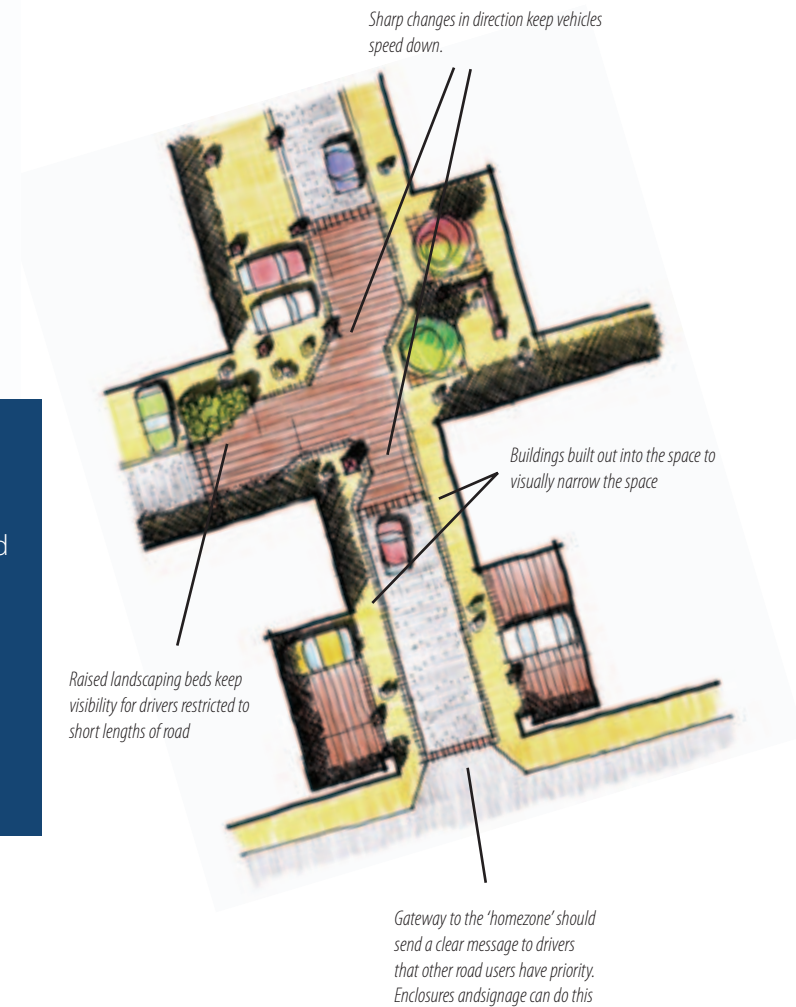 Sharp changes in direction keep vehicles
speed down.
d
Buildings built out into the space to
visually narrow the space
Raised landscaping beds keep
visibility for drivers restricted to
short lengths of road
Gateway to the ‘homezone’ should
send a clear message to drivers
that other road users have priority.
Enclosures andsignage can do this